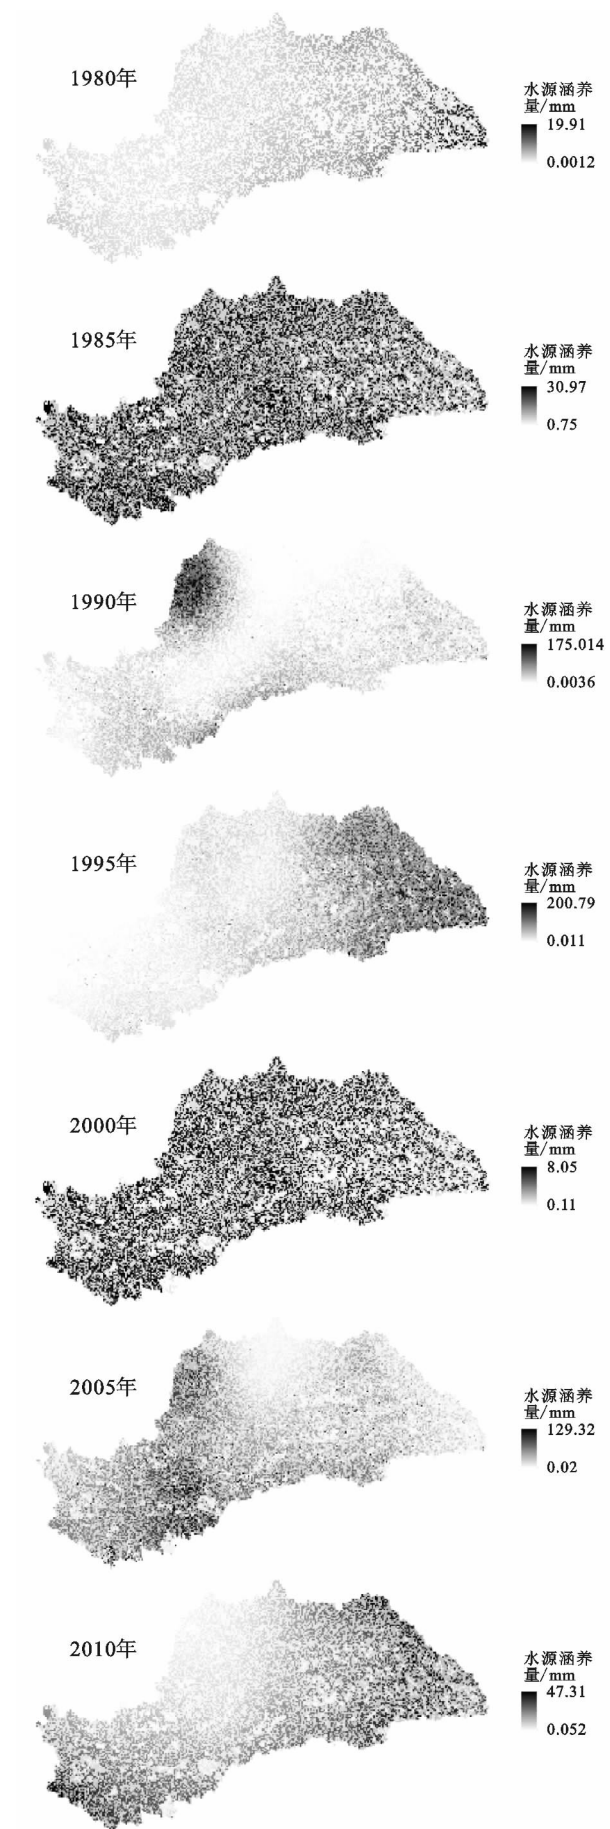 1980年
水源涵养
量/mm
19.91
0.0012
1985年
水源涵养
量/mm
30.97
0.75
1990年
水源涵养
量/mm
175.014
0.0036
1995年
水源涵养
量/mm
200.79
0.011
2000年
水源涵养
量/mm
8.05
0.11
2005年
水源涵养
量/mm
129.32
0.02
2010年
水源涵养
量/mm
47.31
0.052